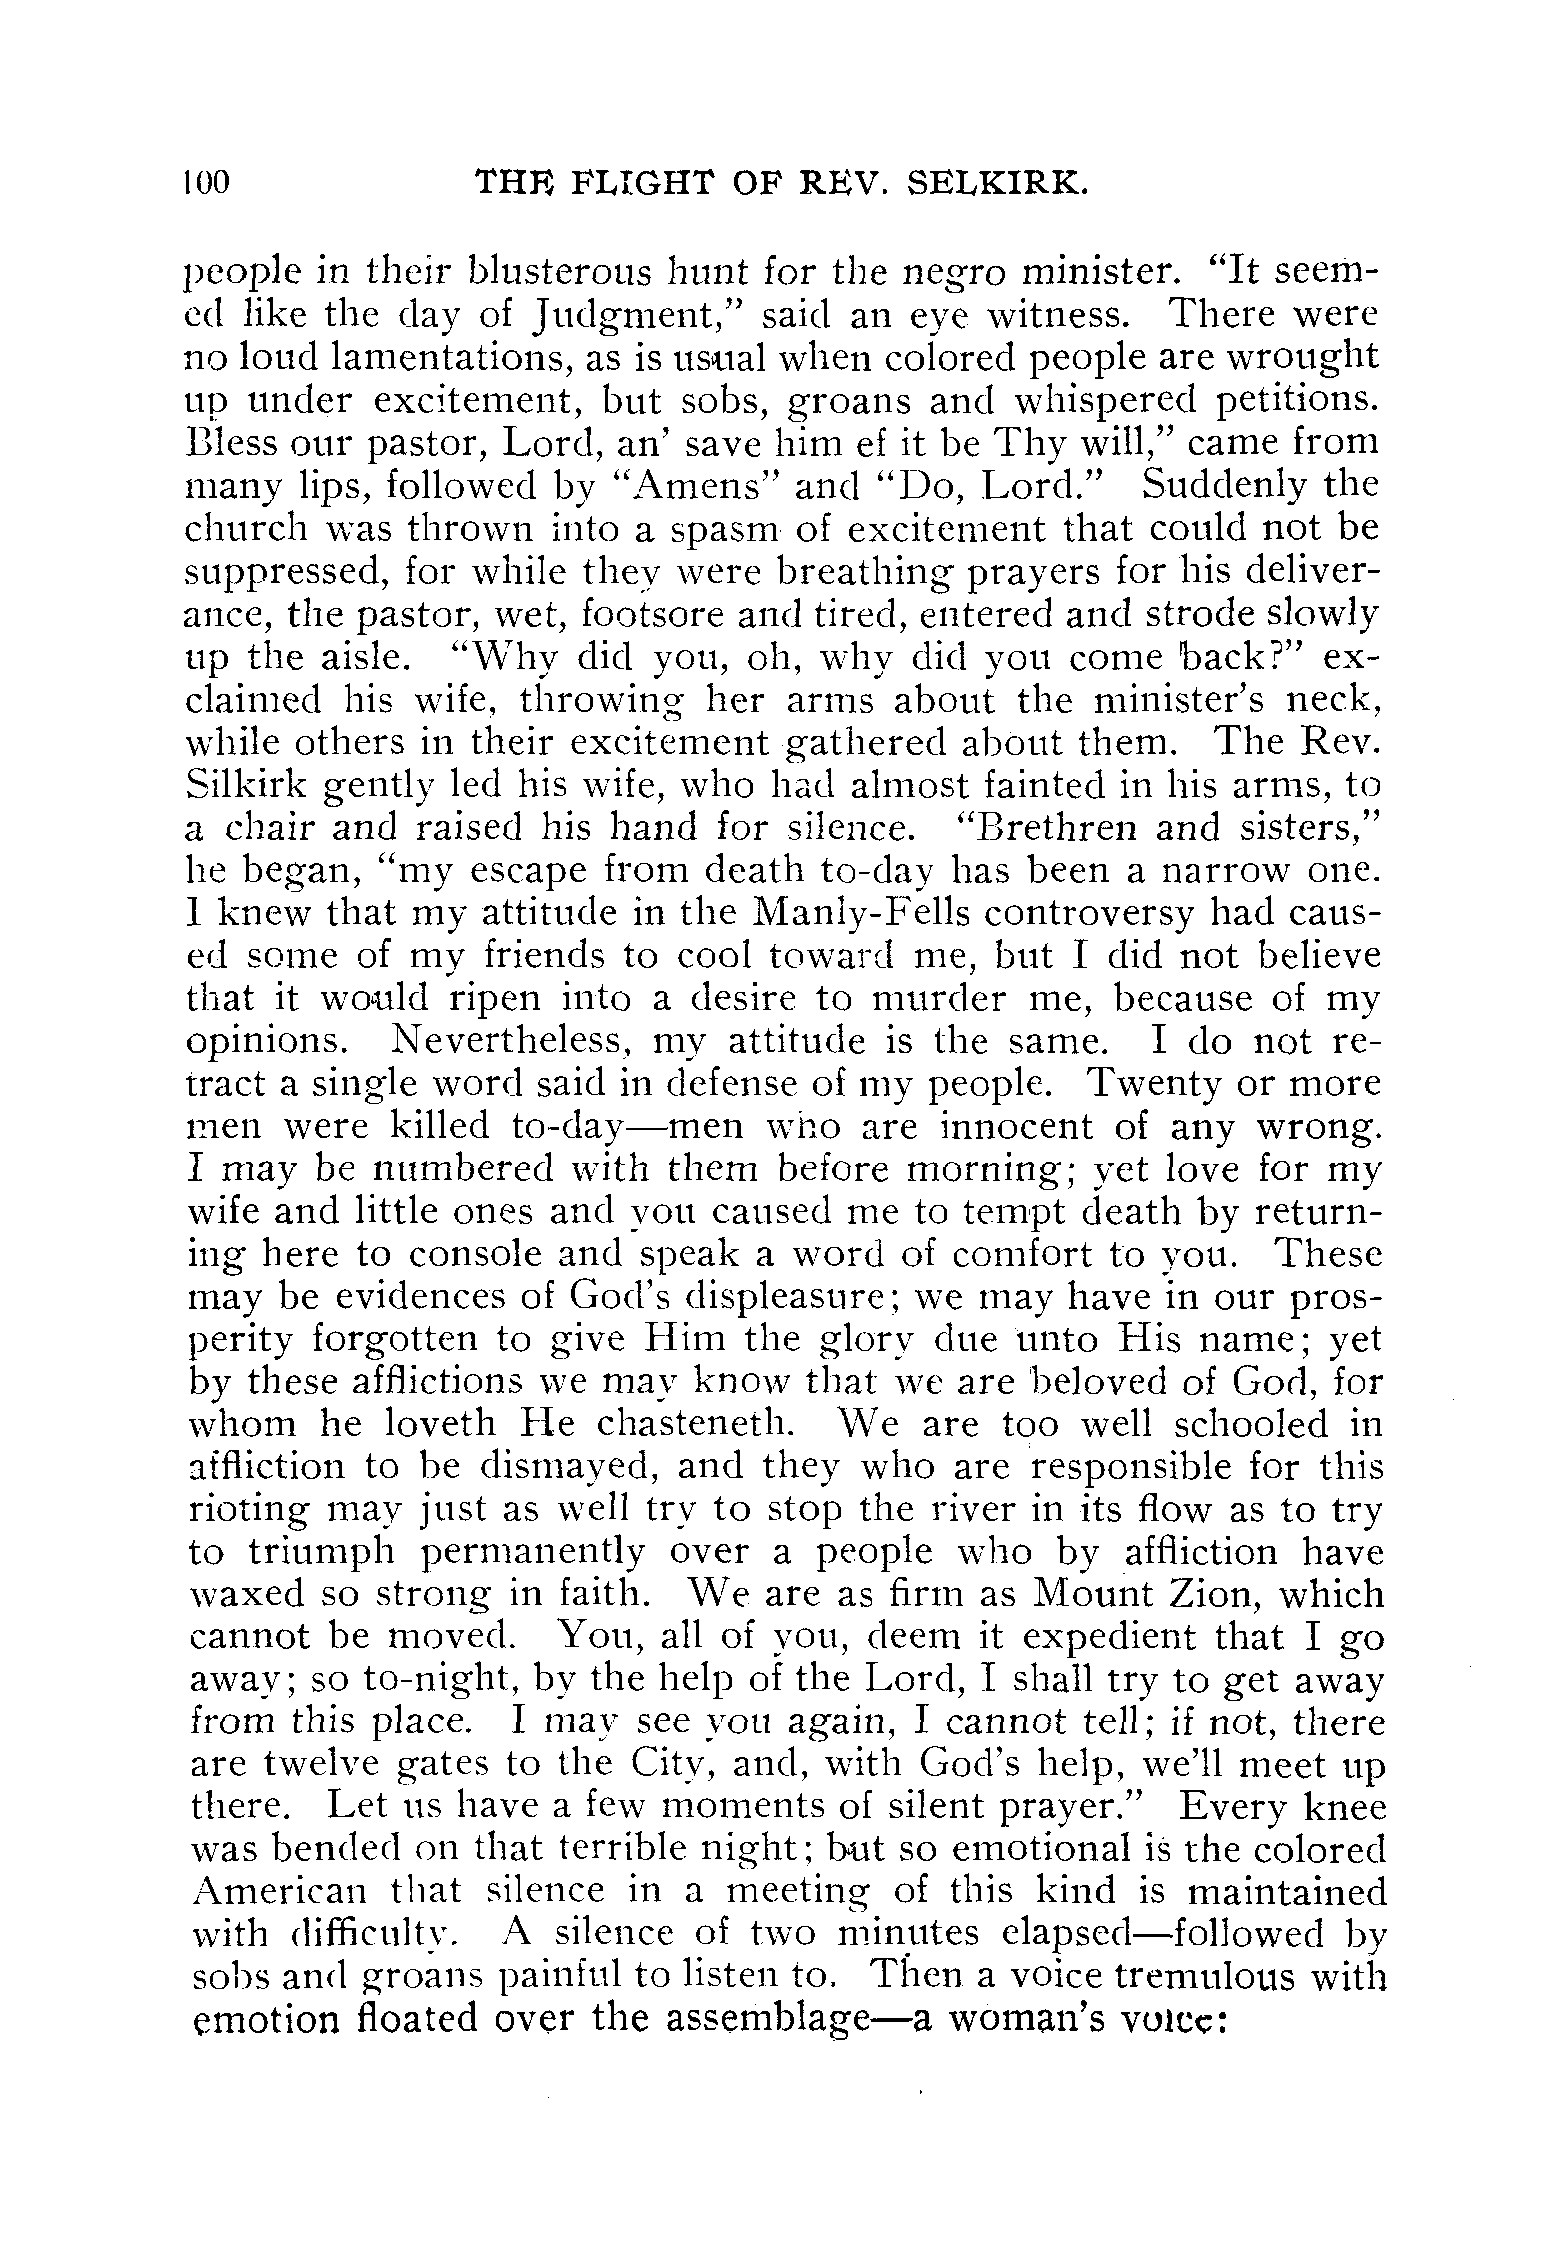 100 THE FLIGHT OF REV. SELKIRK.
people in their blusterous hunt for the negro minister. “It seem-
ed like the day of Judgment,” said an eye witness. There were
no loud lamentations, as is usual when colored people are wrought
up under excitement, but sobs, groans and whispered petitions.
Bless our pastor, Lord, an’ save him ef it be Thy will,” came from
many lips, followed by “Amens” and “Do, Lord.” Suddenly the
church was thrown into a spasm of excitement that could not be
suppressed, for while they were breathing prayers for his deliver-
ance, the pastor, wet, footsore and tired, entered and strode slowly
up the aisle. “Why did you, oh, why did you come back?” ex-
claimed his wife, throwing her arms about the minister’s neck,
while others in their excitement gathered about them. The Rev.
Silkirk gently led his wife, who had almost fainted in his arms, to
a chair and raised his hand for silence. “Brethren and sisters,”
he began, “my escape from death to-day has been a narrow one.
I knew that my attitude in the Manly-Fells controversy had caus-
ed some of my friends to cool toward me, but I did not believe
that it would ripen into a desire to murder me, because of my
opinions. Nevertheless, my attitude is the same. I do not re-
tract a single word said in defense of my people. Twenty or more
men were killed to-day—men who are innocent of any wrong.
I may be numbered with them before morning; yet love for my
wife and little ones and you caused me to tempt death by return-
ing here to console and speak a word of comfort to you. These
may be evidences of God’s displeasure; we may have in our pros-
perity forgotten to give Him the glory due unto His name; yet
by these afflictions we may know that we are beloved of God, for
whom he loveth He chasteneth. We are too well schooled in
affliction to be dismayed, and they who are responsible for this
rioting may just as well try to stop the river in its flow as to try
to triumph permanently over a people who by affliction have
waxed so strong in faith. We are as firm as Mount Zion, which
cannot be moved. You, all of you, deem it expedient that I go
away; so to-night, by the help of the Lord, I shall try to get away
from this place. I may see you again, I cannot tell; if not, there
are twelve gates to the City, and, with God’s help, we’ll meet up
there. Let us have a few moments of silent prayer.” Every knee
was bended on that terrible night; but so emotional is the colored
American that silence in a meeting of this kind is maintained
with difficulty. A silence of two minutes elapsed—followed by
sobs and groans painful to listen to. Then a voice tremulous with
emotion floated over the assemblage—a woman’s voice: